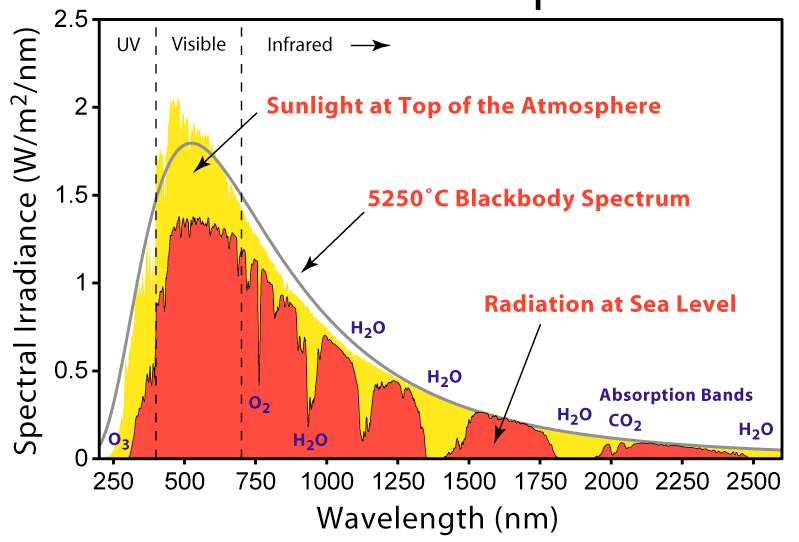 2.5
UV
Visible
Infrared
Sunlight at Top of the Atmosphere
2
5250˚C Blackbody Spectrum
1.5
Radiation at Sea Level
1
H2O
H2O
Absorption Bands
0.5
O2
H2O
CO2
H2O
O3
H2O
0
250 500 750 1000 1250 1500 1750 2000 2250 2500
Wavelength (nm)
Spectral Irradiance (W/m2/nm)